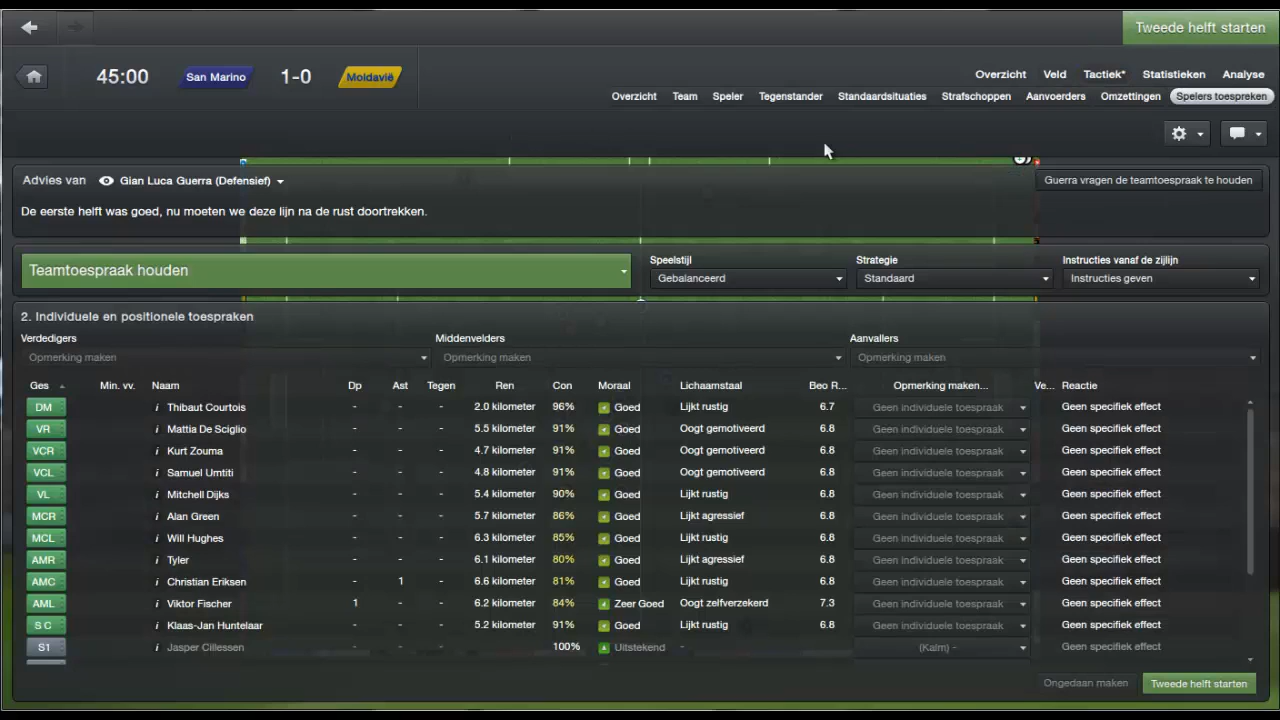 Tweede helft starten
45:00 San Marino 1-0 Moldavië
Overzicht Veld Tactiek* Statistieken Analyse
Overzicht Team Speler Tegenstander Standaardsituaties Strafschoppen Aanvoerders Omzettingen Spelers toespreken
Advies van Gian Luca Guerra (Defensief) Guerra vragen de teamtoespraak te houden
De eerste helft was goed, nu moeten we deze lijn na de rust doortrekken.
Speelstijl Strategie Instructies vanaf de zijlijn
Teamtoespraak houden Gebalanceerd Standaard Instructies geven
2. Individuele en positionele toespraken
Verdedigers Middenvelders Aanvallers
Opmerking maken Opmerking maken Opmerking maken
Ges Min. vv. Naam Dp Ast Tegen Ren Con Moraal Lichaamstaal Beo R... Opmerking maken... Ve... Reactie
DM i Thibaut Courtois - - - 2.0 kilometer 96% Goed Lijkt rustig 6.7 Geen individuele toespraak Geen specifiek effect
VR i Mattia De Sciglio - - - 5.5 kilometer 91% Goed Oogt gemotiveerd 6.8 Geen individuele toespraak Geen specifiek effect
VCR i Kurt Zouma - - - 4.7 kilometer 91% Goed Oogt gemotiveerd 6.8 Geen individuele toespraak Geen specifiek effect
VCL i Samuel Umtiti - - - 4.8 kilometer 91% Goed Oogt gemotiveerd 6.8 Geen individuele toespraak Geen specifiek effect
VL i Mitchell Dijks - - - 5.4 kilometer 90% Goed Lijkt rustig 6.8 Geen individuele toespraak Geen specifiek effect
MCR i Alan Green - - - 5.7 kilometer 86% Goed Lijkt agressief 6.8 Geen individuele toespraak Geen specifiek effect
MCL i Will Hughes - - - 6.3 kilometer 85% Goed Lijkt rustig 6.8 Geen individuele toespraak Geen specifiek effect
AMR i Tyler - - - 6.1 kilometer 80% Goed Lijkt agressief 6.8 Geen individuele toespraak Geen specifiek effect
AMC i Christian Eriksen - 1 - 6.6 kilometer 81% Goed Lijkt rustig 6.8 Geen individuele toespraak Geen specifiek effect
AML i Viktor Fischer 1 - - 6.2 kilometer 84% Zeer Goed Oogt zelfverzekerd 7.3 Geen individuele toespraak Geen specifiek effect
S C i Klaas-Jan Huntelaar - - - 5.2 kilometer 91% Goed Lijkt rustig 6.8 Geen individuele toespraak Geen specifiek effect
S1 i Jasper Cillessen 100% Uitstekend - (Kalm) - Geen specifiek effect
Ongedaan maken Tweede helft starten